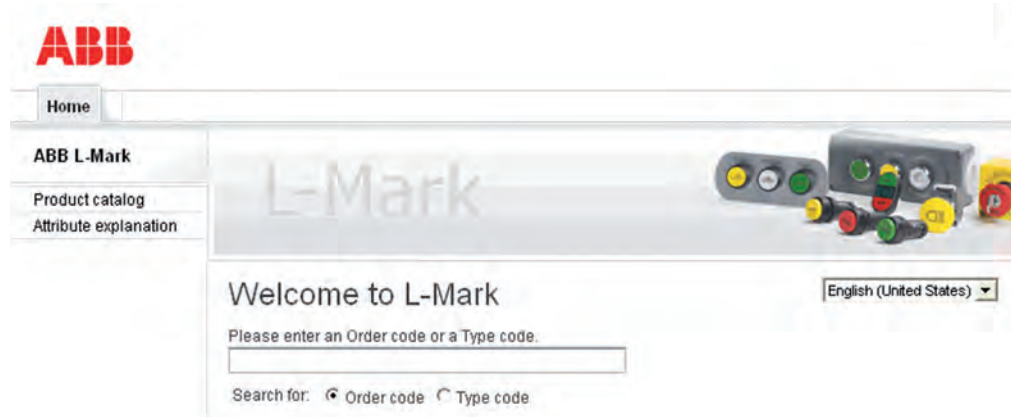 ABB
Home
ABB L-Mark
Product catalog
Attribute explanation
L-Mark
Welcome to L-Mark
English (United States)
Please enter an Order code or a Type code.
Search for: Order code Type code